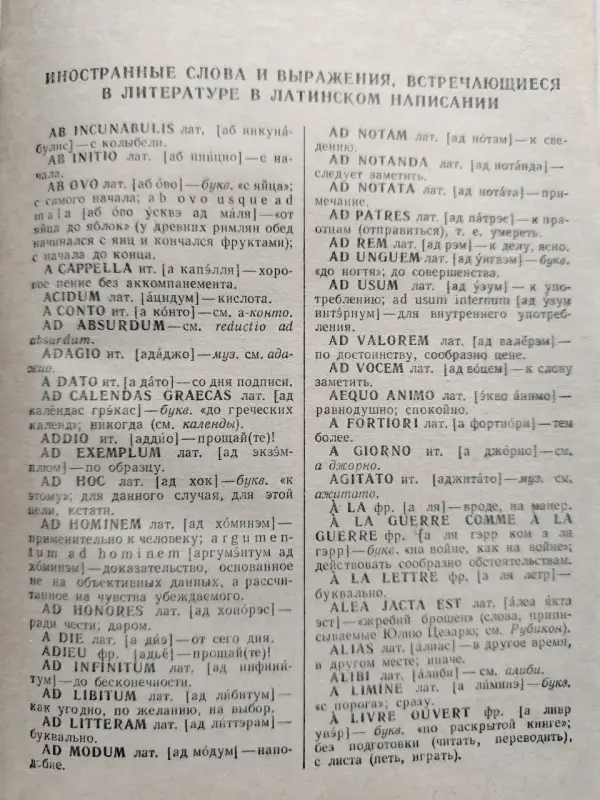 ИНОСТРАННЫЕ СЛОВА И ВЫРАЖЕНИЯ, ВСТРЕЧАЮЩИЕСЯ
В ЛИТЕРАТУРЕ В ЛАТИНСКОМ НАПИСАНИИ
AB INCUNABULIS лат. [аб инкуна́-
булис] — с колыбели.
AB INITIO лат. [аб ини́цио] — с на-
чала.
AB OVO лат. [аб о́во] — букв. «с яйца»;
с самого начала; ab ovo usque ad
mala [аб о́во у́сквэ ад ма́ля] — «от
яйца до яблок» (у древних римлян обед
начинался с яиц и кончался фруктами);
с начала до конца.
A CAPPELLA ит. [а капэ́лля] — хоро-
вое пение без аккомпанемента.
ACIDUM лат. [а́цидум] — кислота.
A CONTO ит. [а ко́нто] — см. а-конто.
AD ABSURDUM — см. reductio ad
absurdum.
ADAGIO ит. [ада́джо] — муз. см. ада-
жио.
A DATO ит. [а да́то] — со дня подписи.
AD CALENDAS GRAECAS лат. [ад
кале́ндас грэ́кас] — букв. «до греческих
календ»; никогда (см. календы).
ADDIO ит. [адди́о] — прощай(те)!
AD EXEMPLUM лат. [ад экзэ́м-
плюм] — по образцу.
AD HOC лат. [ад хок] — букв. «к
этому»; для данного случая, для этой
цели, кстати.
AD HOMINEM лат. [ад хо́минэм] —
применительно к человеку; argumen-
tum ad hominem [аргумэ́нтум ад
хо́минэм] — доказательство, основанное
не на объективных данных, а рассчи-
танное на чувства убеждаемого.
AD HONORES лат. [ад хоно́рэс] —
ради чести; даром.
A DIE лат. [а ди́э] — от сего дня.
ADIEU фр. [адьё] — прощай(те)!
AD INFINITUM лат. [ад инфини́-
тум] — до бесконечности.
AD LIBITUM лат. [ад ли́битум] —
как угодно, по желанию, на выбор.
AD LITTERAM лат. [ад ли́ттэрам] —
буквально.
AD MODUM лат. [ад мо́дум] — напо-
добие.
AD NOTAM лат. [ад но́там] — к све-
дению.
AD NOTANDA лат. [ад нота́нда] —
следует заметить.
AD NOTATA лат. [ад нота́та] — при-
мечание.
AD PATRES лат. [ад па́трэс] — к пра-
отцам (отправиться), т. е. умереть.
AD REM лат. [ад рэм] — к делу, ясно.
AD UNGUEM лат. [ад у́нгвэм] — букв.
«до ногтя»; до совершенства.
AD USUM лат. [ад у́зум] — к упо-
треблению; ad usum internum [ад у́зум
интэ́рнум] — для внутреннего употреб-
ления.
AD VALOREM лат. [ад вале́рэм] —
по достоинству, сообразно цене.
AD VOCEM лат. [ад во́цем] — к слову
заметить.
AEQUO ANIMO лат. [э́кво а́нимо] —
равнодушно; спокойно.
A FORTIORI лат. [а фортио́ри] — тем
более.
A GIORNO ит. [а джо́рно] — см.
а джорно.
AGITATO ит. [аджита́то] — муз. см.
ажитато.
À LA фр. [а ля] — вроде, на манер.
À LA GUERRE COMME À LA
GUERRE фр. [а ля гэрр ком а ля
гэрр] — букв. «на войне, как на войне»;
действовать сообразно обстоятельствам.
À LA LETTRE фр. [а ля летр] —
буквально.
ALEA JACTA EST лат. [а́леа я́кта
эст] — «жребий брошен» (слова, припи-
сываемые Юлию Цезарю; см. Рубикон).
ALIAS лат. [а́лиас] — в другое время,
в другом месте; иначе.
ALIBI лат. [а́либи] — см. алиби.
A LIMINE лат. [а ли́минэ] — букв.
«с порога»; сразу.
À LIVRE OUVERT фр. [а ливр
увэ́р] — букв. «по раскрытой книге»;
без подготовки (читать, переводить),
с листа (петь, играть).